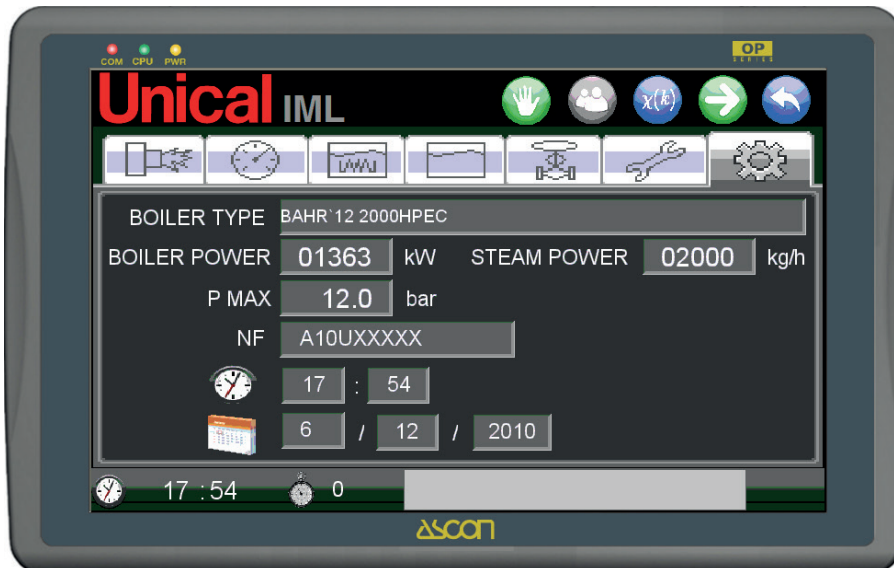 COM CPU PWR
OP
SERIES
Unical IML
χ(k)
BOILER TYPE BAHR`12 2000HPEC
BOILER POWER 01363 kW STEAM POWER 02000 kg/h
P MAX 12.0 bar
NF A10UXXXXX
17 : 54
6 / 12 / 2010
17 : 54 0
ascon